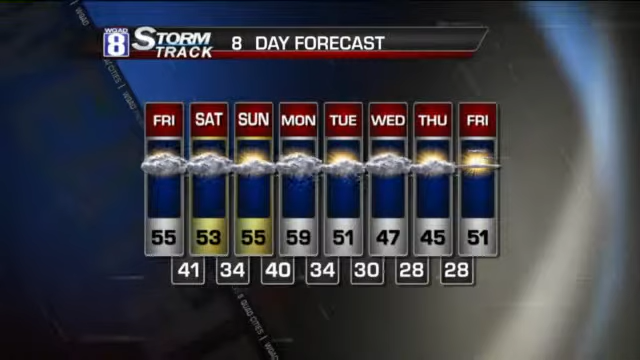 WQAD
8 STORM TRACK 8 DAY FORECAST
FRI SAT SUN MON TUE WED THU FRI
55 53 55 59 51 47 45 51
41 34 40 34 30 28 28